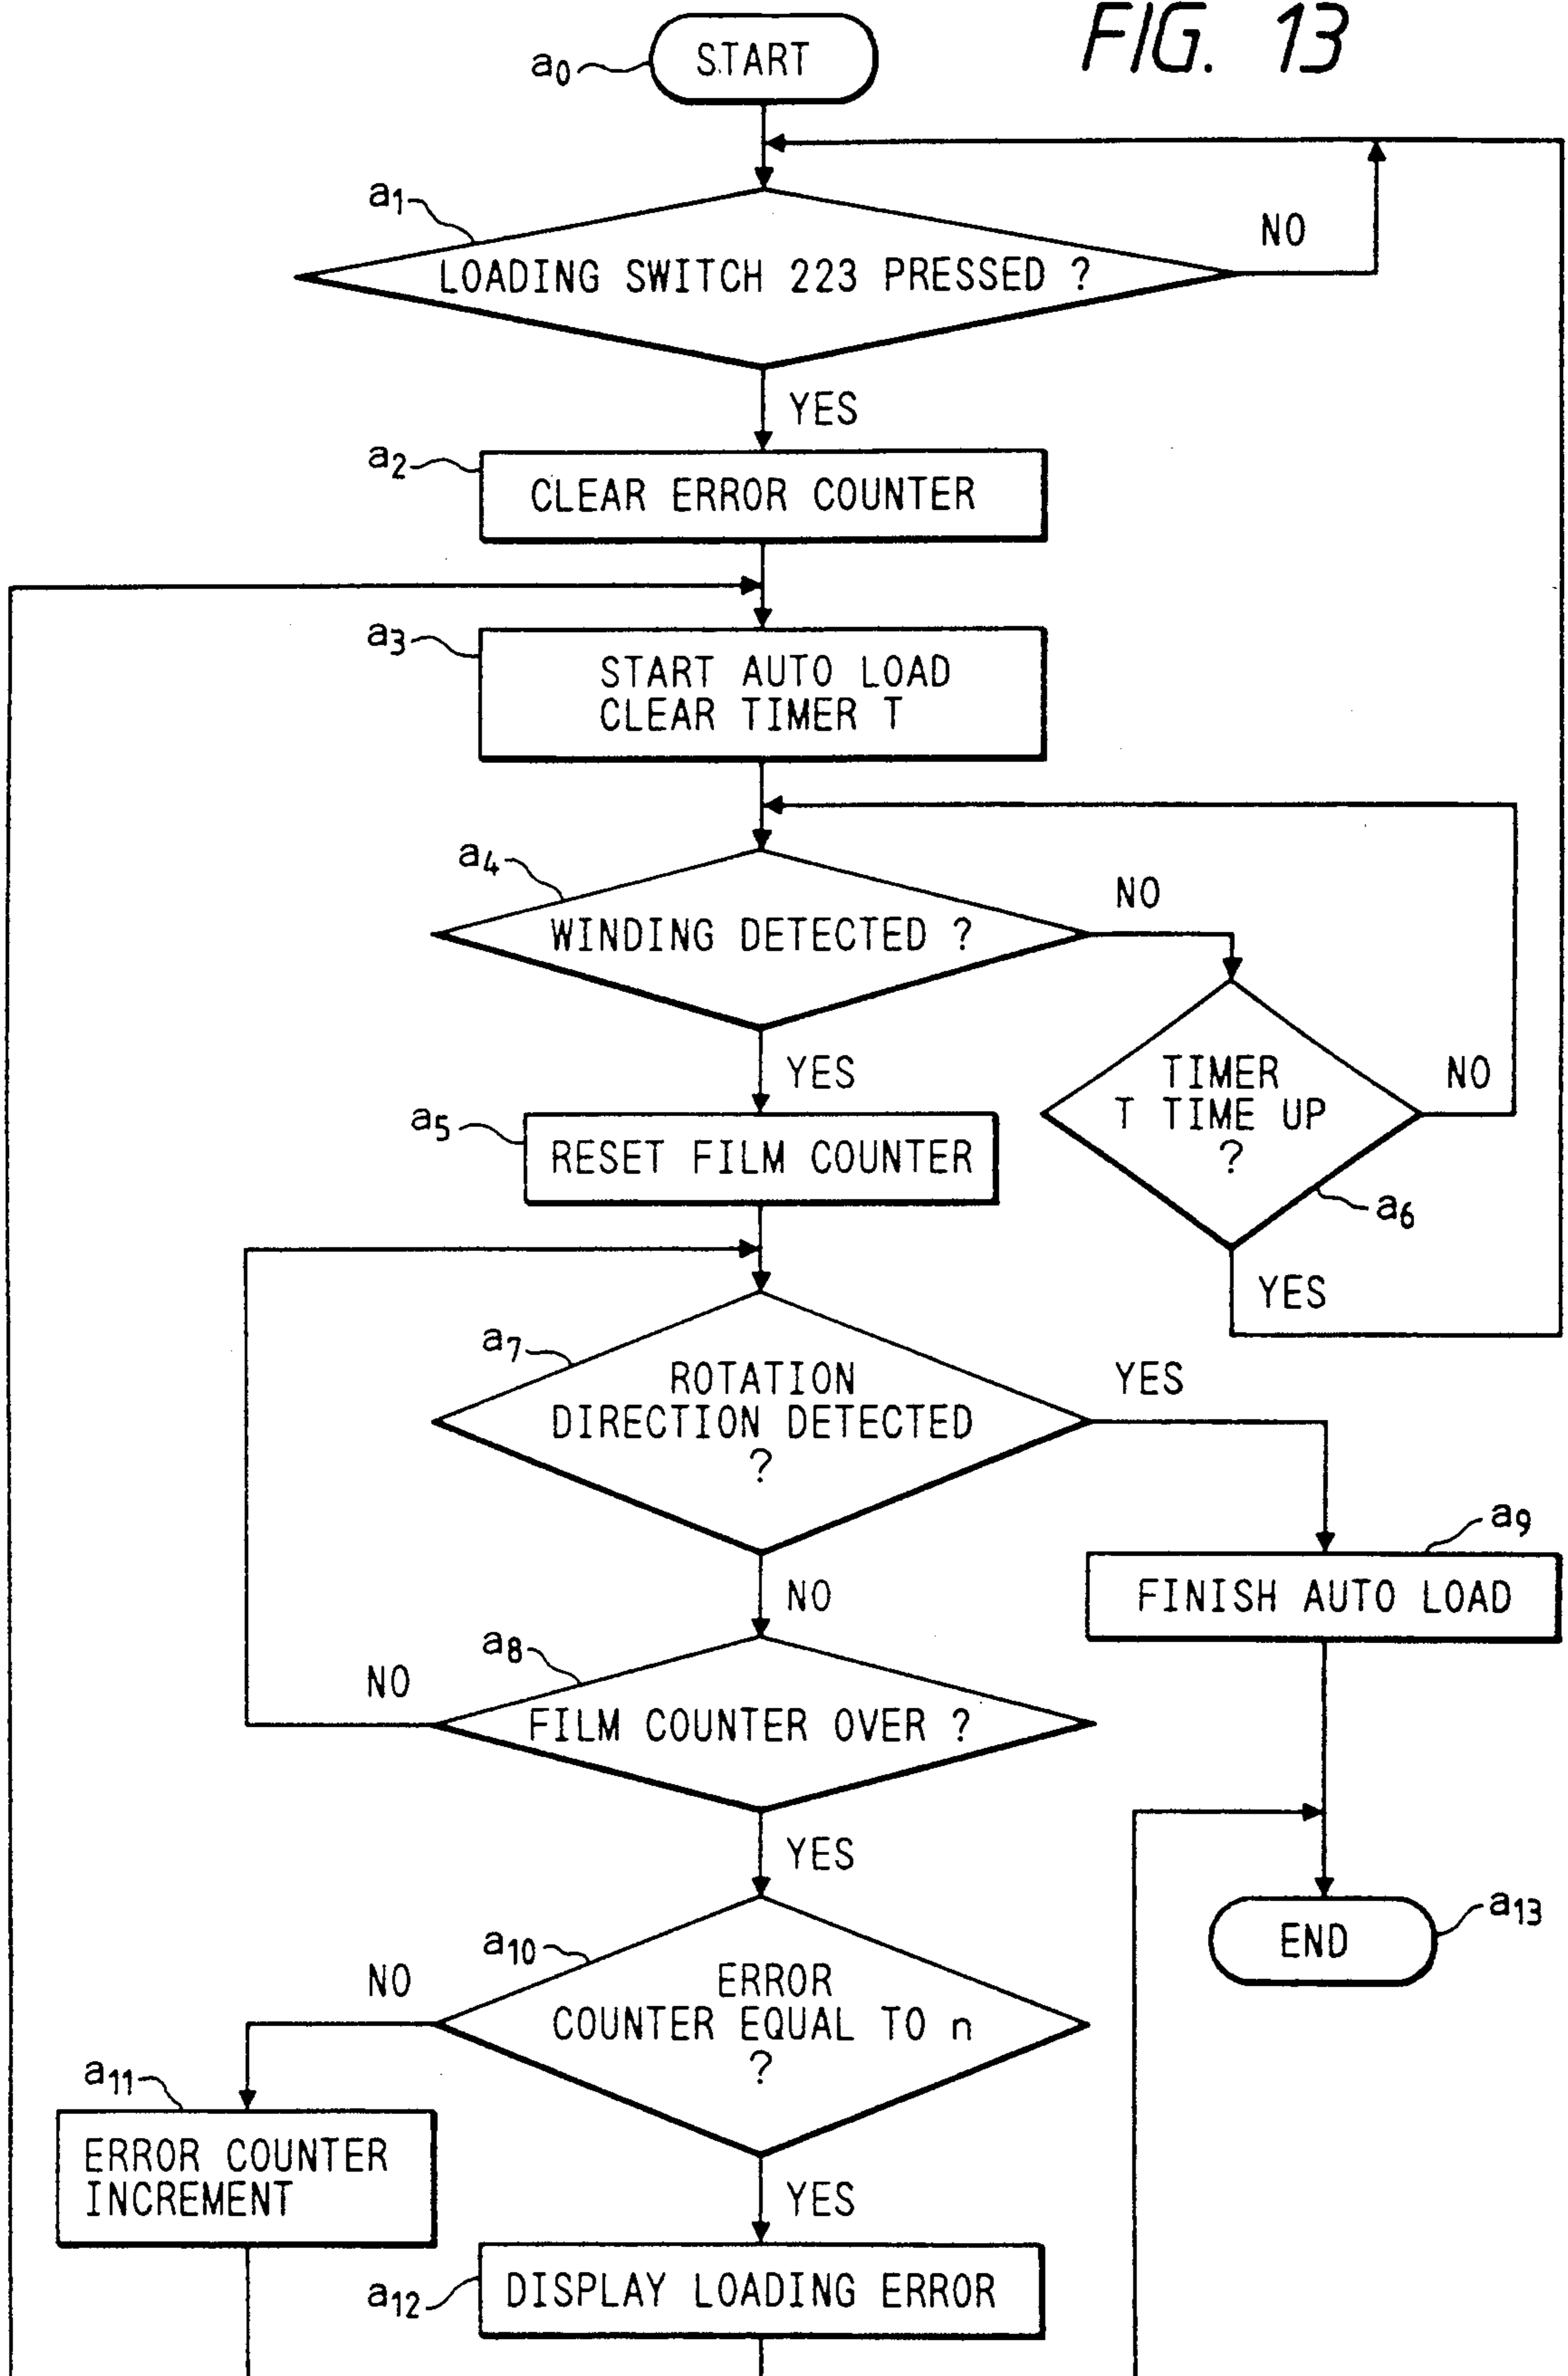 FIG. 13
a0
START
a1
LOADING SWITCH 223 PRESSED ?
NO
YES
a2
CLEAR ERROR COUNTER
a3
START AUTO LOAD
CLEAR TIMER T
a4
WINDING DETECTED ?
NO
YES
TIMER
T TIME UP
?
NO
a6
YES
a5
RESET FILM COUNTER
a7
ROTATION
DIRECTION DETECTED
?
YES
NO
a9
FINISH AUTO LOAD
a8
FILM COUNTER OVER ?
NO
YES
a13
END
a10
ERROR
COUNTER EQUAL TO n
?
NO
YES
a11
ERROR COUNTER
INCREMENT
a12
DISPLAY LOADING ERROR